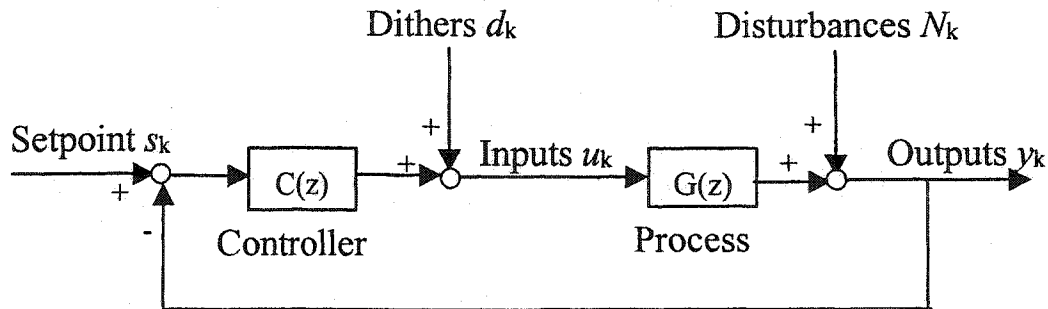 Dithers dk
Disturbances Nk
+
+
Setpoint sk
+
Inputs uk
+
Outputs yk
+
C(z)
G(z)
-
Controller
Process